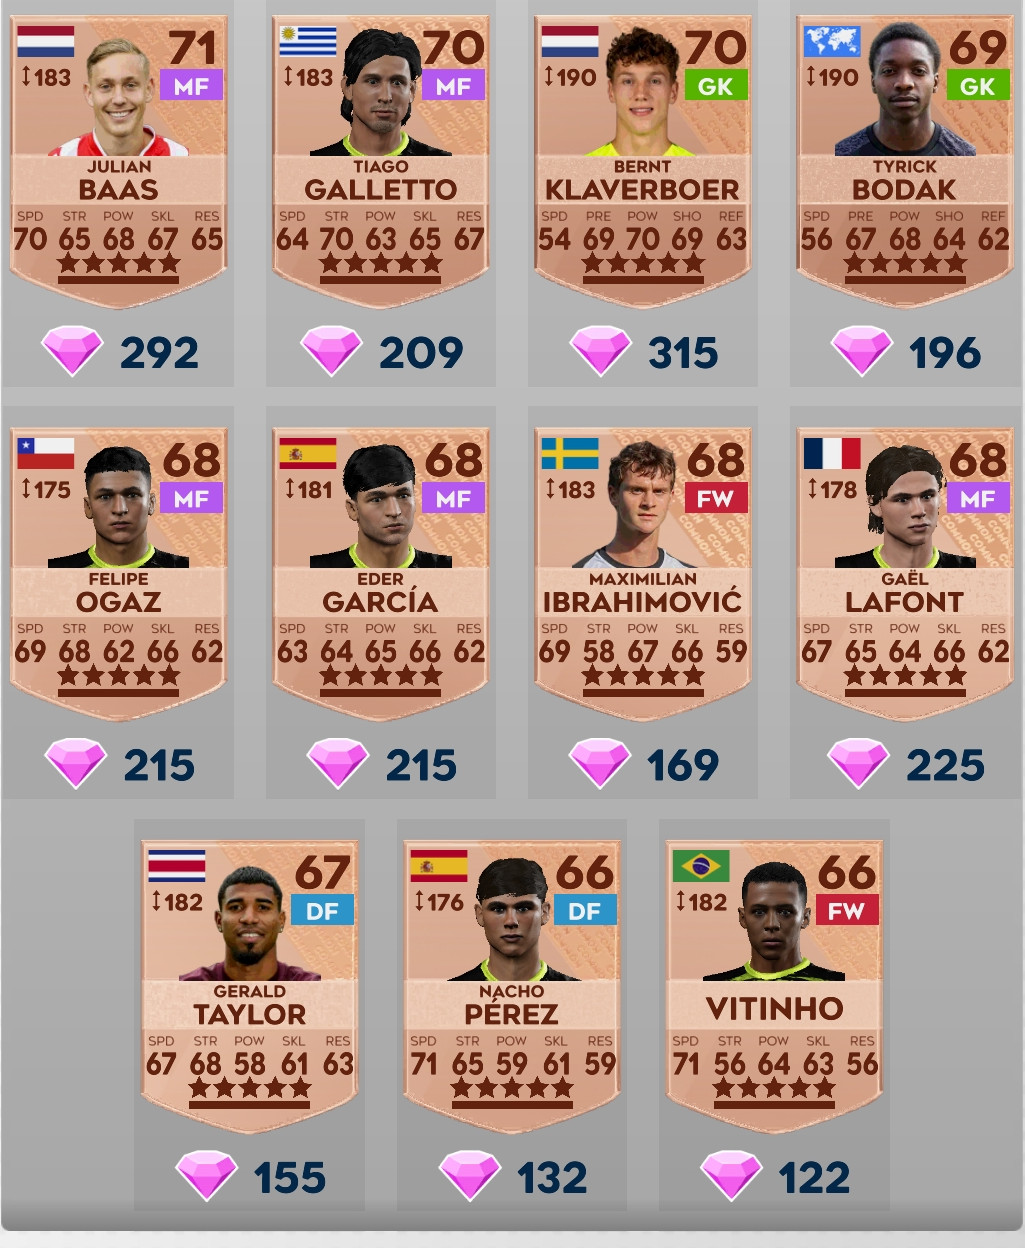 71
183
MF
JULIAN
BAAS
SPD STR POW SKL RES
70 65 68 67 65
292
70
183
MF
TIAGO
GALLETTO
SPD STR POW SKL RES
64 70 63 65 67
209
70
190
GK
BERNT
KLAVERBOER
SPD PRE POW SHO REF
54 69 70 69 63
315
69
190
GK
TYRICK
BODAK
SPD PRE POW SHO REF
56 67 68 64 62
196
68
175
MF
FELIPE
OGAZ
SPD STR POW SKL RES
69 68 62 66 62
215
68
181
MF
EDER
GARCÍA
SPD STR POW SKL RES
63 64 65 66 62
215
68
183
FW
MAXIMILIAN
IBRAHIMOVIĆ
SPD STR POW SKL RES
69 58 67 66 59
169
68
178
MF
GAËL
LAFONT
SPD STR POW SKL RES
67 65 64 66 62
225
67
182
DF
GERALD
TAYLOR
SPD STR POW SKL RES
67 68 58 61 63
155
66
176
DF
NACHO
PÉREZ
SPD STR POW SKL RES
71 65 59 61 59
132
66
182
FW
VITINHO
SPD STR POW SKL RES
71 56 64 63 56
122